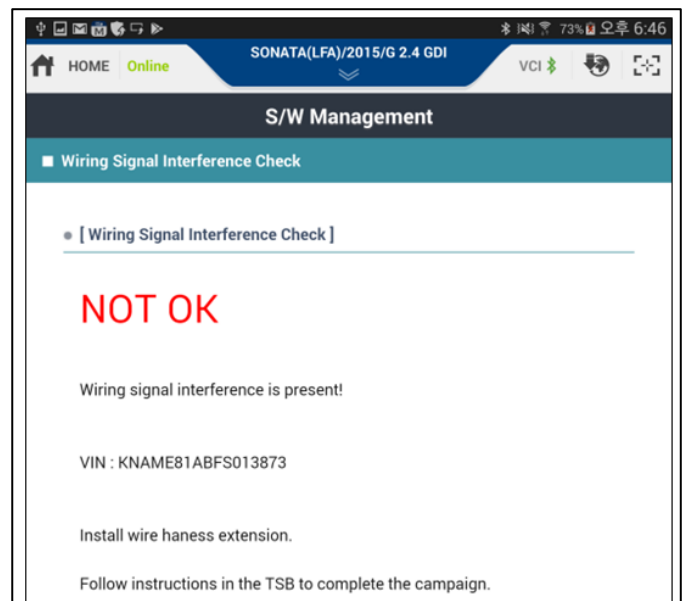 73% 오후 6:46
HOME Online SONATA(LFA)/2015/G 2.4 GDI VCI
S/W Management
Wiring Signal Interference Check
[ Wiring Signal Interference Check ]
NOT OK
Wiring signal interference is present!
VIN : KNAME81ABFS013873
Install wire haness extension.
Follow instructions in the TSB to complete the campaign.